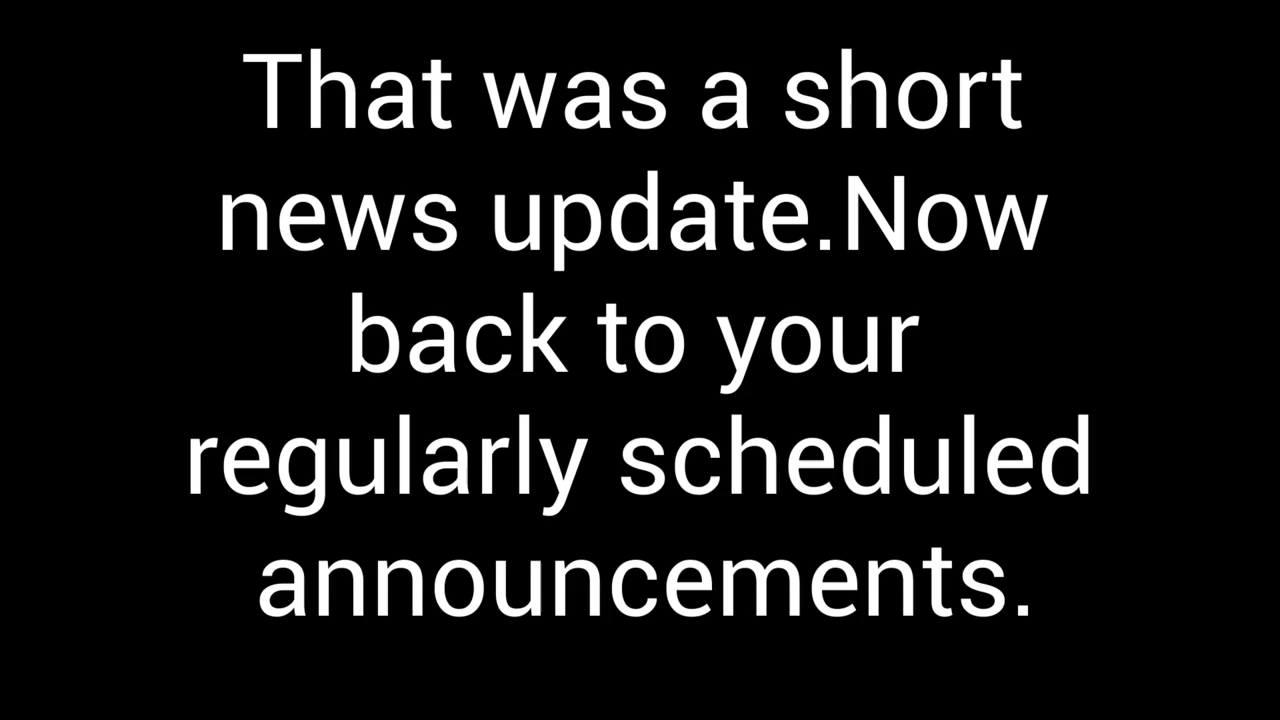 That was a short
news update.Now
back to your
regularly scheduled
announcements.